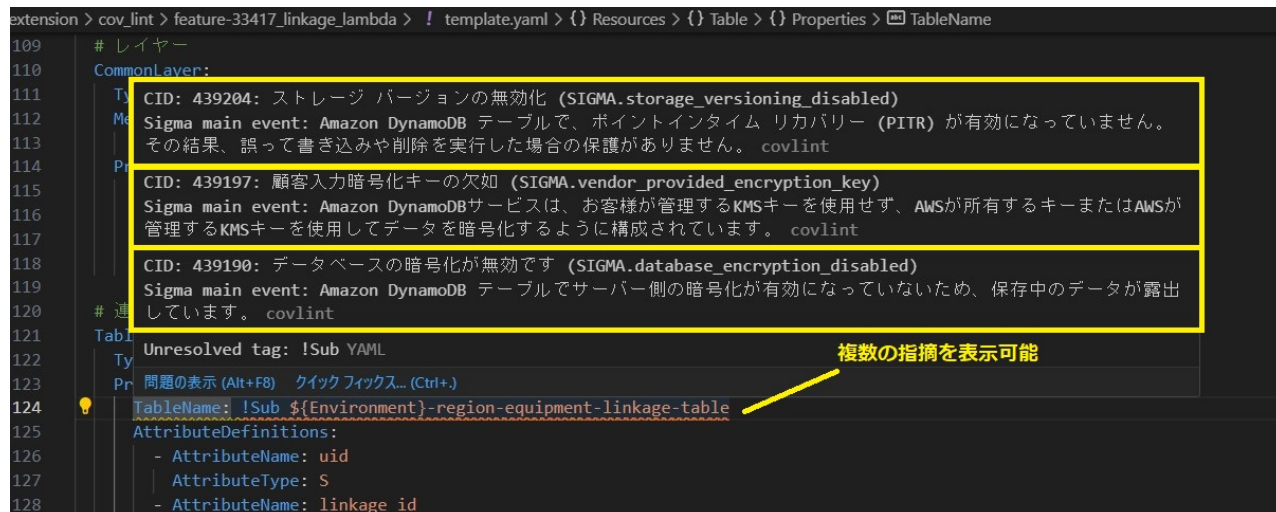 extension > cov_lint > feature-33417_linkage_lambda > ! template.yaml > {} Resources > {} Table > {} Properties > TableName
109 # レイヤー
110 CommonLayer:
111 Ty
CID: 439204: ストレージ バージョンの無効化 (SIGMA.storage_versioning_disabled)
112 Me
Sigma main event: Amazon DynamoDB テーブルで、ポイントインタイム リカバリー (PITR) が有効になっていません。
113
その結果、誤って書き込みや削除を実行した場合の保護がありません。 covlint
114 Pr
115
CID: 439197: 顧客入力暗号化キーの欠如 (SIGMA.vendor_provided_encryption_key)
116
Sigma main event: Amazon DynamoDBサービスは、お客様が管理するKMSキーを使用せず、AWSが所有するキーまたはAWSが
117
管理するKMSキーを使用してデータを暗号化するように構成されています。 covlint
118
CID: 439190: データベースの暗号化が無効です (SIGMA.database_encryption_disabled)
119
Sigma main event: Amazon DynamoDB テーブルでサーバー側の暗号化が有効になっていないため、保存中のデータが露出
120 # 連
しています。 covlint
121 Tabl
Unresolved tag: !Sub YAML
複数の指摘を表示可能
122 Ty
123 Pr
問題の表示 (Alt+F8) クイック フィックス... (Ctrl+.)
124 TableName: !Sub ${Environment}-region-equipment-linkage-table
125 AttributeDefinitions:
126 - AttributeName: uid
127 AttributeType: S
128 - AttributeName: linkage_id